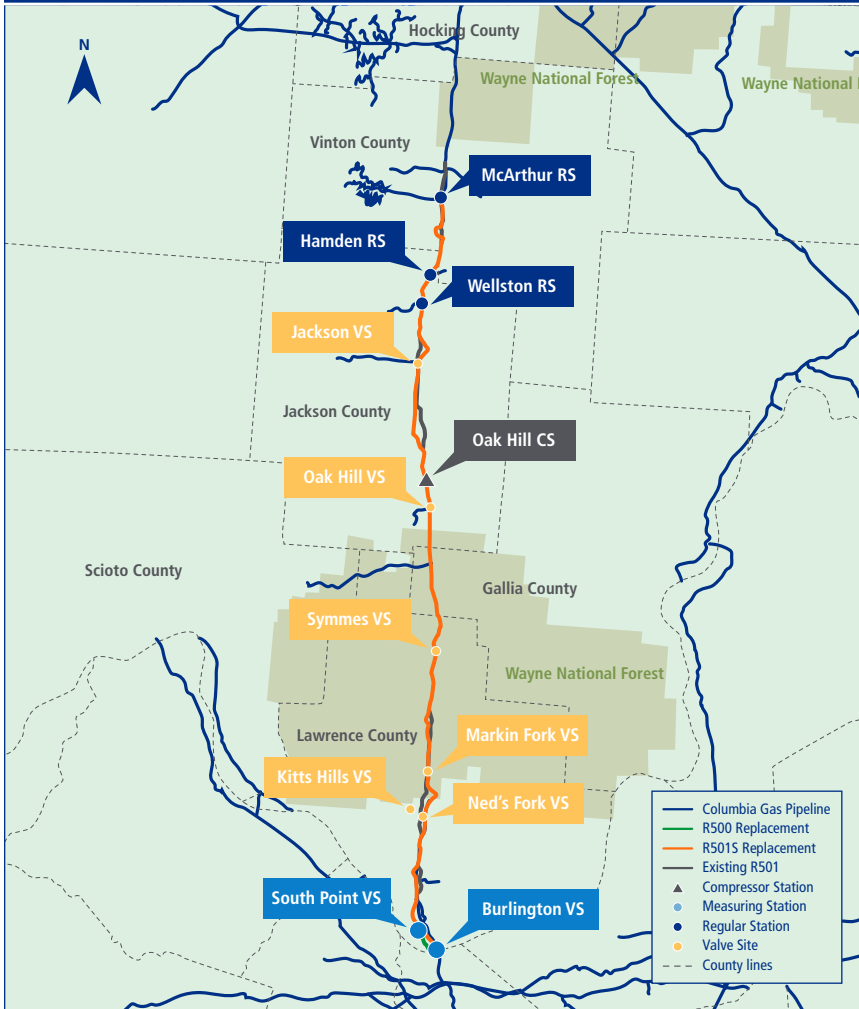 Hocking County
N
Wayne National Forest
Wayne National
Vinton County
McArthur RS
Hamden RS
Wellston RS
Jackson VS
Jackson County
Oak Hill CS
Oak Hill VS
Scioto County
Gallia County
Symmes VS
Wayne National Forest
Lawrence County
Markin Fork VS
Kitts Hills VS
Ned's Fork VS
South Point VS
Burlington VS
Columbia Gas Pipeline
R500 Replacement
R501S Replacement
Existing R501
Compressor Station
Measuring Station
Regular Station
Valve Site
County lines